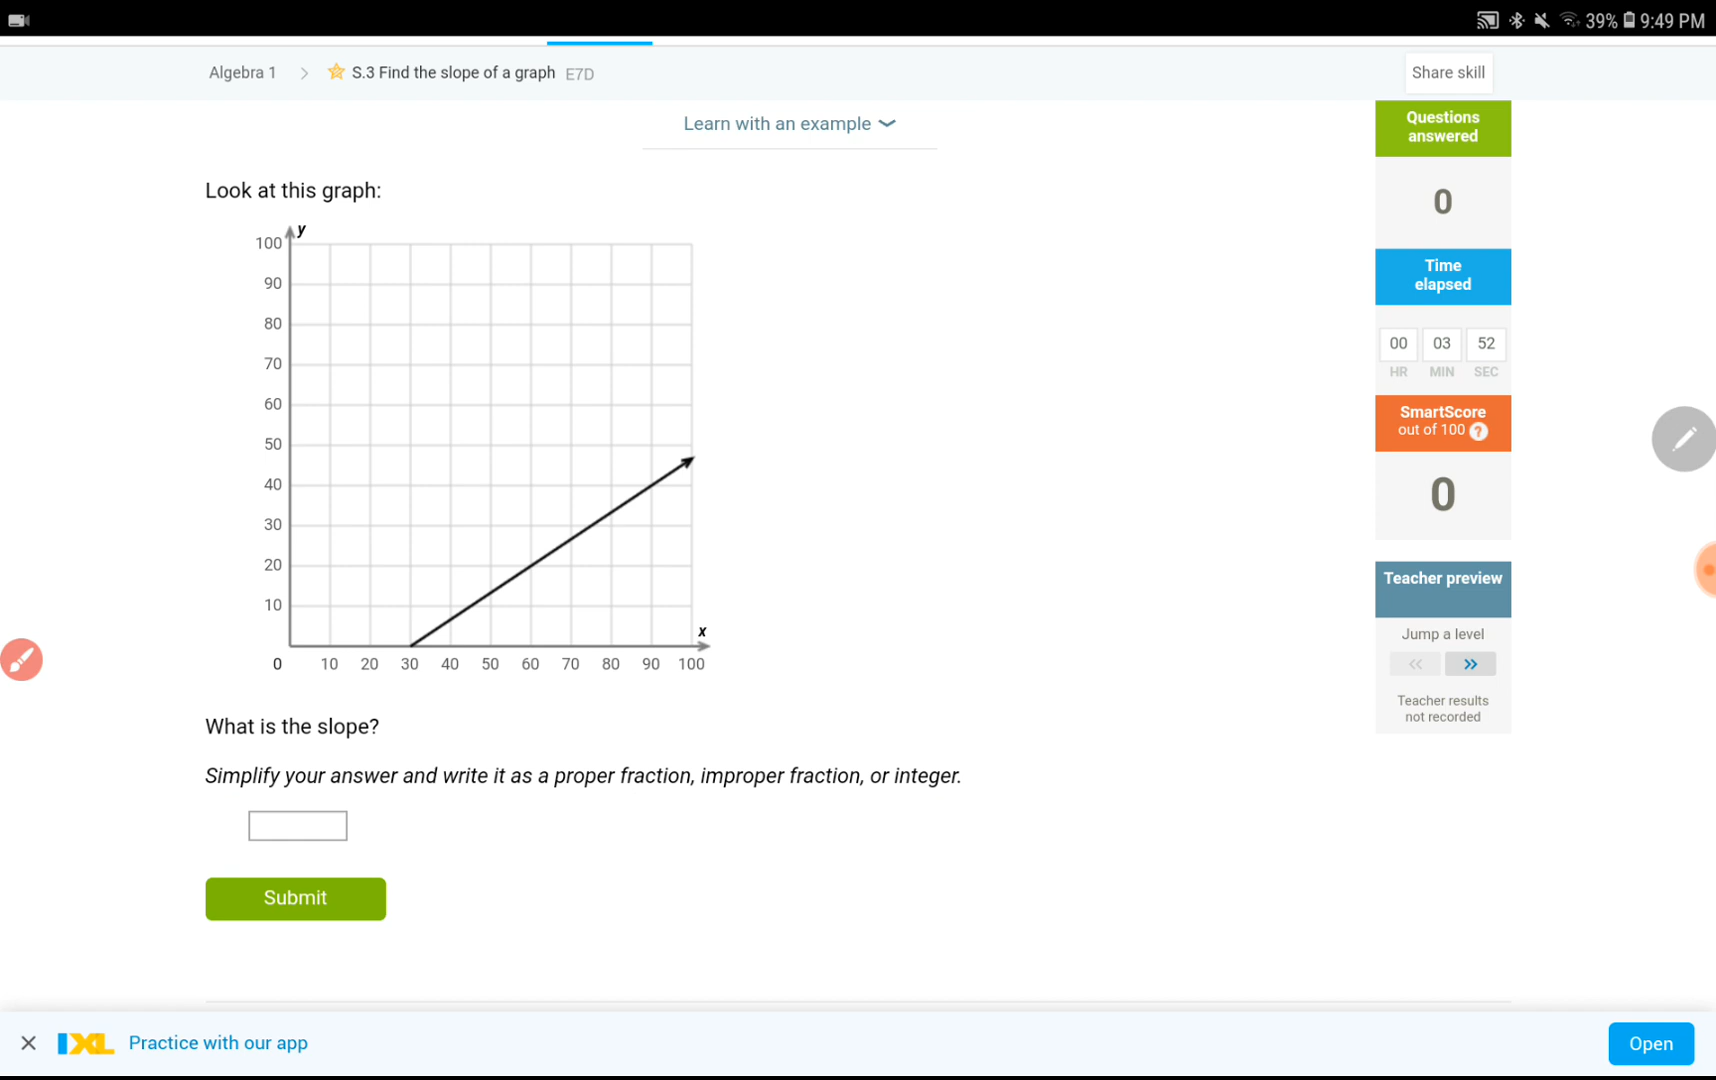 39% 9:49 PM
Algebra 1 > S.3 Find the slope of a graph E7D
Share skill
Learn with an example
Questions
answered
0
Time
elapsed
00 03 52
HR MIN SEC
SmartScore
out of 100 ?
0
Teacher preview
Jump a level
Teacher results
not recorded
Look at this graph:
y
100
90
80
70
60
50
40
30
20
10
x
0 10 20 30 40 50 60 70 80 90 100
What is the slope?
Simplify your answer and write it as a proper fraction, improper fraction, or integer.
Submit
IXL Practice with our app
Open